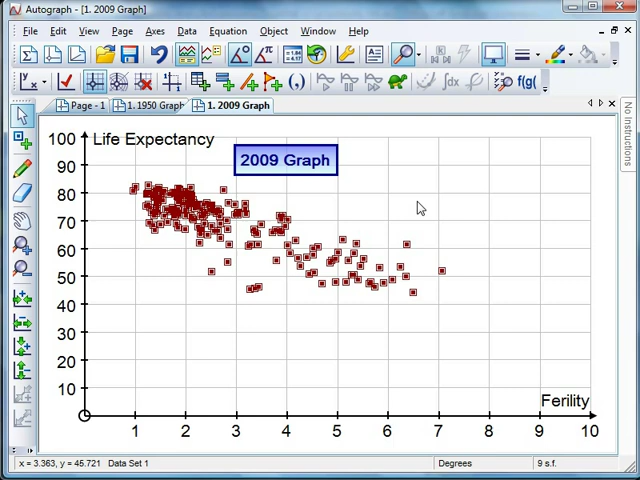 Autograph - [1. 2009 Graph]
File Edit View Page Axes Data Equation Object Window Help
Page - 1
1. 1950 Graph
1. 2009 Graph
No Instructions
Life Expectancy
2009 Graph
100
90
80
70
60
50
40
30
20
10
Ferility
1 2 3 4 5 6 7 8 9 10
x = 3.363, y = 45.721 Data Set 1
Degrees
9 s.f.